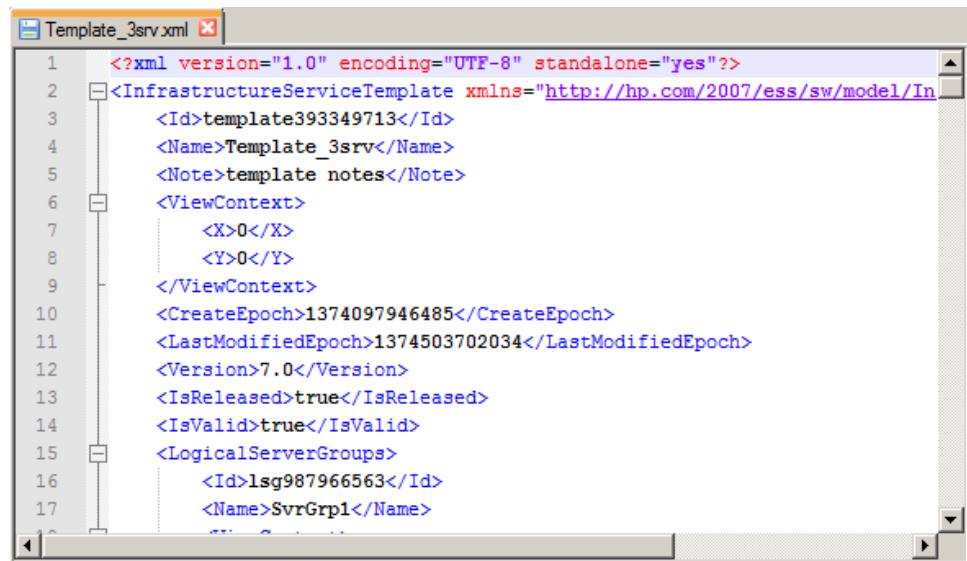 Template_3srv.xml
1 <?xml version="1.0" encoding="UTF-8" standalone="yes"?>
2 <InfrastructureServiceTemplate xmlns="http://hp.com/2007/ess/sw/model/In
3 <Id>template393349713</Id>
4 <Name>Template_3srv</Name>
5 <Note>template notes</Note>
6 <ViewContext>
7 <X>0</X>
8 <Y>0</Y>
9 </ViewContext>
10 <CreateEpoch>1374097946485</CreateEpoch>
11 <LastModifiedEpoch>1374503702034</LastModifiedEpoch>
12 <Version>7.0</Version>
13 <IsReleased>true</IsReleased>
14 <IsValid>true</IsValid>
15 <LogicalServerGroups>
16 <Id>lsg987966563</Id>
17 <Name>SvrGrp1</Name>